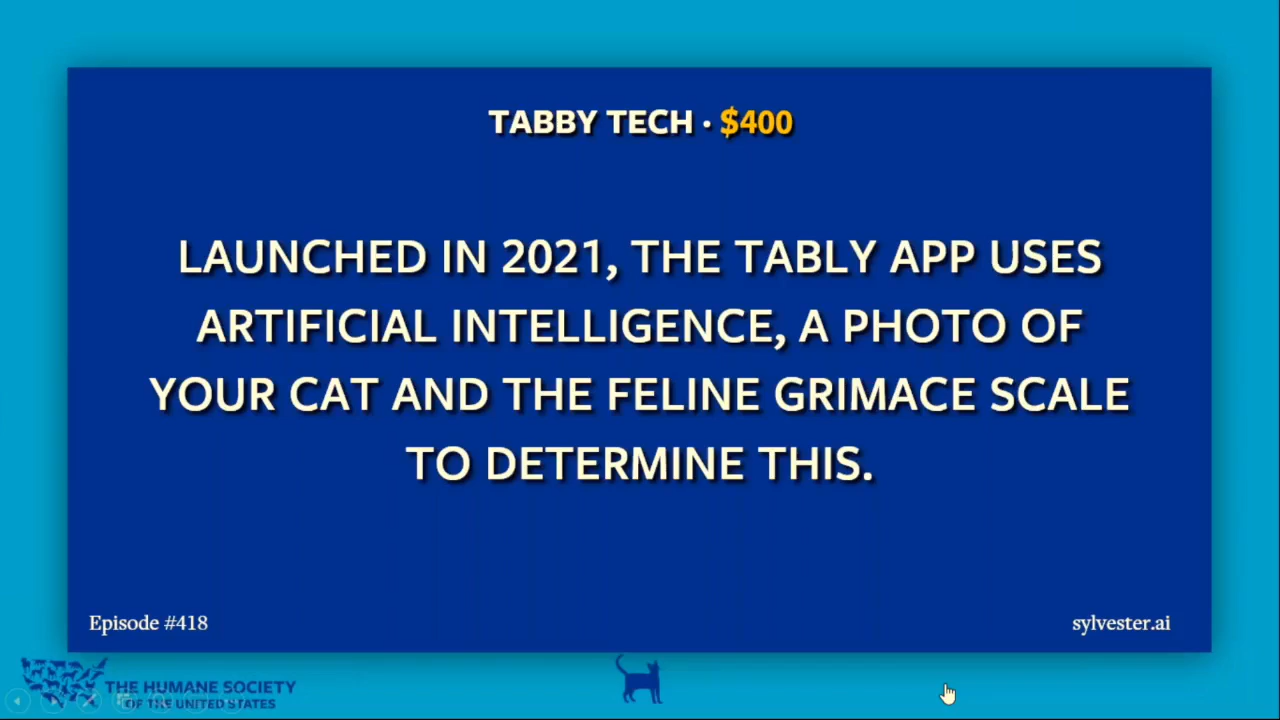 TABBY TECH · $400
LAUNCHED IN 2021, THE TABLY APP USES
ARTIFICIAL INTELLIGENCE, A PHOTO OF
YOUR CAT AND THE FELINE GRIMACE SCALE
TO DETERMINE THIS.
Episode #418
sylvester.ai
THE HUMANE SOCIETY
OF THE UNITED STATES